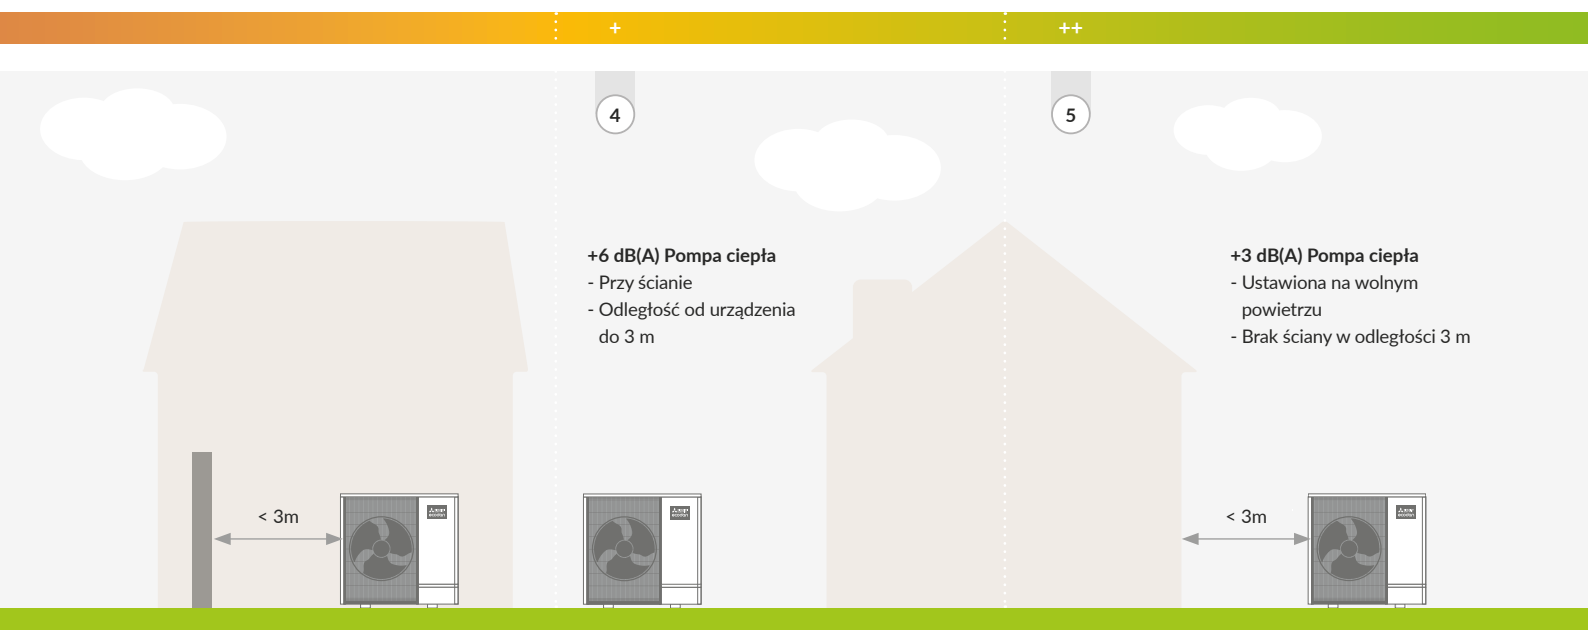 +
++
4
5
+6 dB(A) Pompa ciepła
- Przy ścianie
- Odległość od urządzenia
do 3 m
+3 dB(A) Pompa ciepła
- Ustawiona na wolnym
powietrzu
- Brak ściany w odległości 3 m
< 3m
< 3m